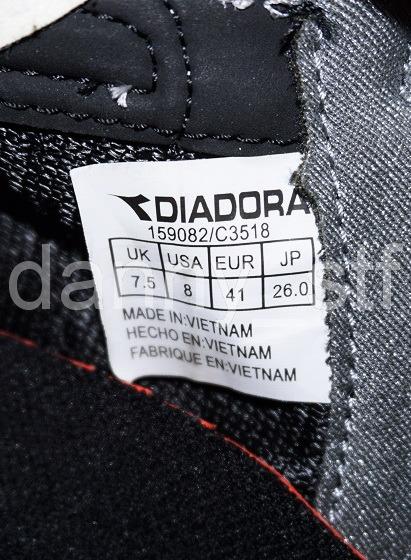 DIADORA
159082/C3518
UK USA EUR JP
7.5 8 41 26.0
MADE IN:VIETNAM
HECHO EN:VIETNAM
FABRIQUE EN:VIETNAM